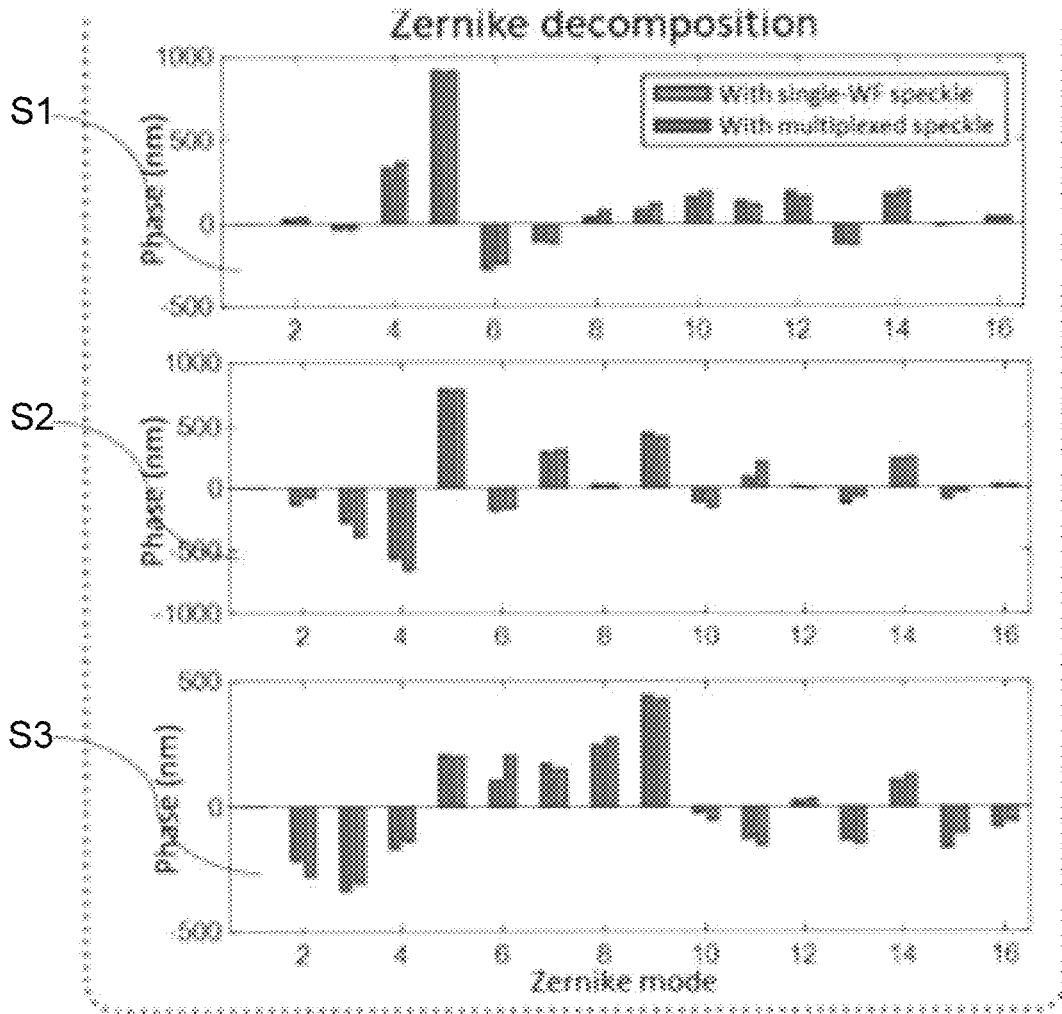 Zernike decomposition
S1
Phase (nm)
1000
500
0
-500
With single-WF speckle
With multiplexed speckle
2 4 6 8 10 12 14 16
S2
Phase (nm)
1000
500
0
-500
-1000
2 4 6 8 10 12 14 16
S3
Phase (nm)
500
0
-500
2 4 6 8 10 12 14 16
Zernike mode